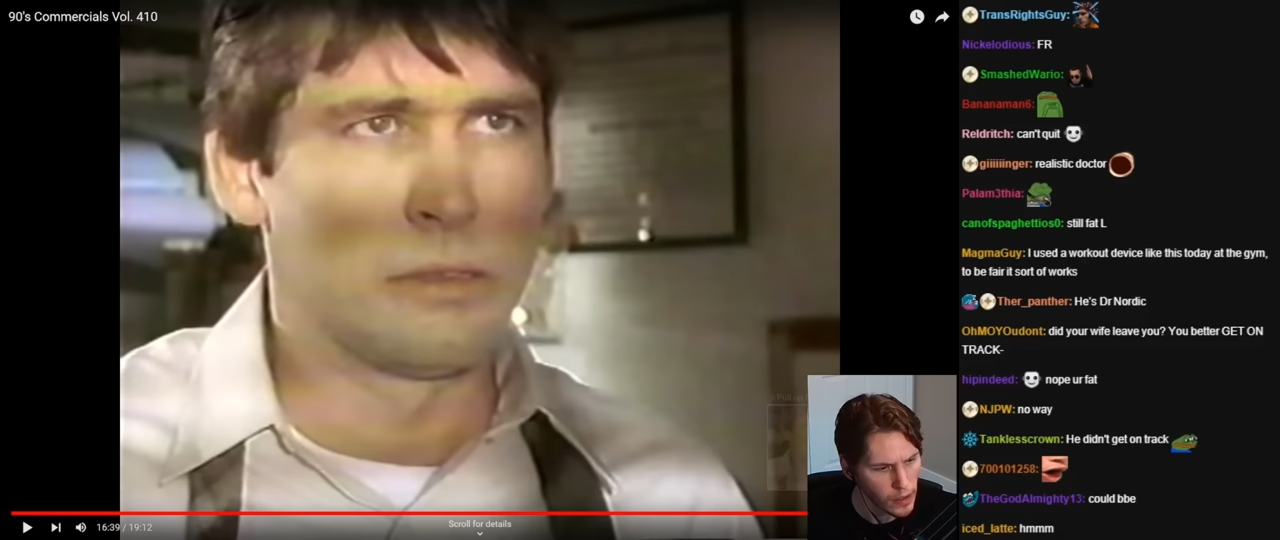 90's Commercials Vol. 410
16:39 / 19:12
Scroll for details
TransRightsGuy:
Nickelodious: FR
SmashedWario:
Bananaman6:
Reldritch: can't quit
giiiiiinger: realistic doctor
Palam3thia:
canofspaghettios0: still fat L
MagmaGuy: I used a workout device like this today at the gym,
to be fair it sort of works
Ther_panther: He's Dr Nordic
OhMOYOudont: did your wife leave you? You better GET ON
TRACK-
hipindeed: nope ur fat
NJPW: no way
Tanklesscrown: He didn't get on track
700101258:
TheGodAlmighty13: could bbe
iced_latte: hmmm